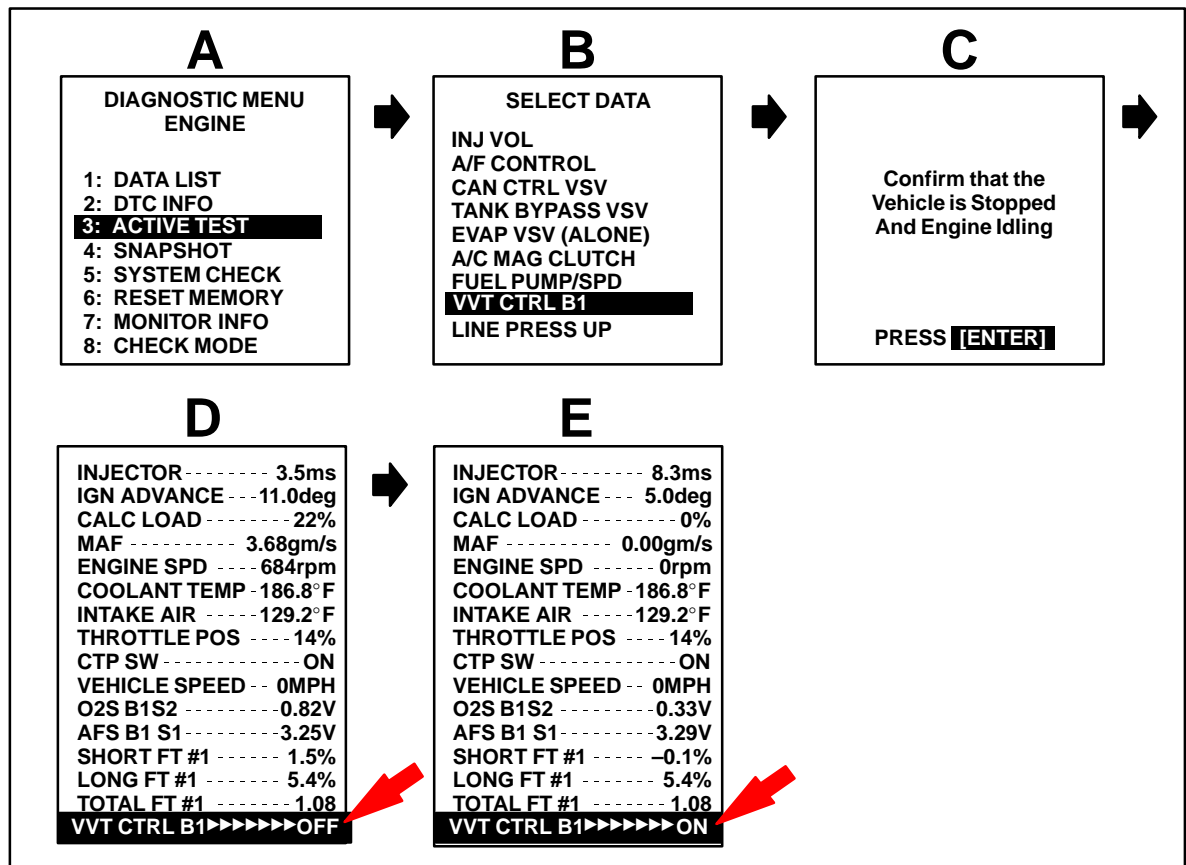 A
DIAGNOSTIC MENU
ENGINE
1: DATA LIST
2: DTC INFO
3: ACTIVE TEST
4: SNAPSHOT
5: SYSTEM CHECK
6: RESET MEMORY
7: MONITOR INFO
8: CHECK MODE
B
SELECT DATA
INJ VOL
A/F CONTROL
CAN CTRL VSV
TANK BYPASS VSV
EVAP VSV (ALONE)
A/C MAG CLUTCH
FUEL PUMP/SPD
VVT CTRL B1
LINE PRESS UP
C
Confirm that the
Vehicle is Stopped
And Engine Idling
PRESS [ENTER]
D
INJECTOR - - - - - - - - 3.5ms
IGN ADVANCE - - - 11.0deg
CALC LOAD - - - - - - - - 22%
MAF - - - - - - - - - - 3.68gm/s
ENGINE SPD - - - - 684rpm
COOLANT TEMP - 186.8°F
INTAKE AIR - - - - - 129.2°F
THROTTLE POS - - - - 14%
CTP SW - - - - - - - - - - - - ON
VEHICLE SPEED - - 0MPH
O2S B1S2 - - - - - - - - - 0.82V
AFS B1 S1 - - - - - - - - 3.25V
SHORT FT #1 - - - - - - 1.5%
LONG FT #1 - - - - - - - 5.4%
TOTAL FT #1 - - - - - - - 1.08
VVT CTRL B1▶▶▶▶▶▶▶OFF
E
INJECTOR - - - - - - - - 8.3ms
IGN ADVANCE - - - 5.0deg
CALC LOAD - - - - - - - - - 0%
MAF - - - - - - - - - - 0.00gm/s
ENGINE SPD - - - - - - 0rpm
COOLANT TEMP - 186.8°F
INTAKE AIR - - - - - 129.2°F
THROTTLE POS - - - - 14%
CTP SW - - - - - - - - - - - - ON
VEHICLE SPEED - - 0MPH
O2S B1S2 - - - - - - - - - 0.33V
AFS B1 S1 - - - - - - - - 3.29V
SHORT FT #1 - - - - - –0.1%
LONG FT #1 - - - - - - - 5.4%
TOTAL FT #1 - - - - - - - 1.08
VVT CTRL B1▶▶▶▶▶▶▶ON